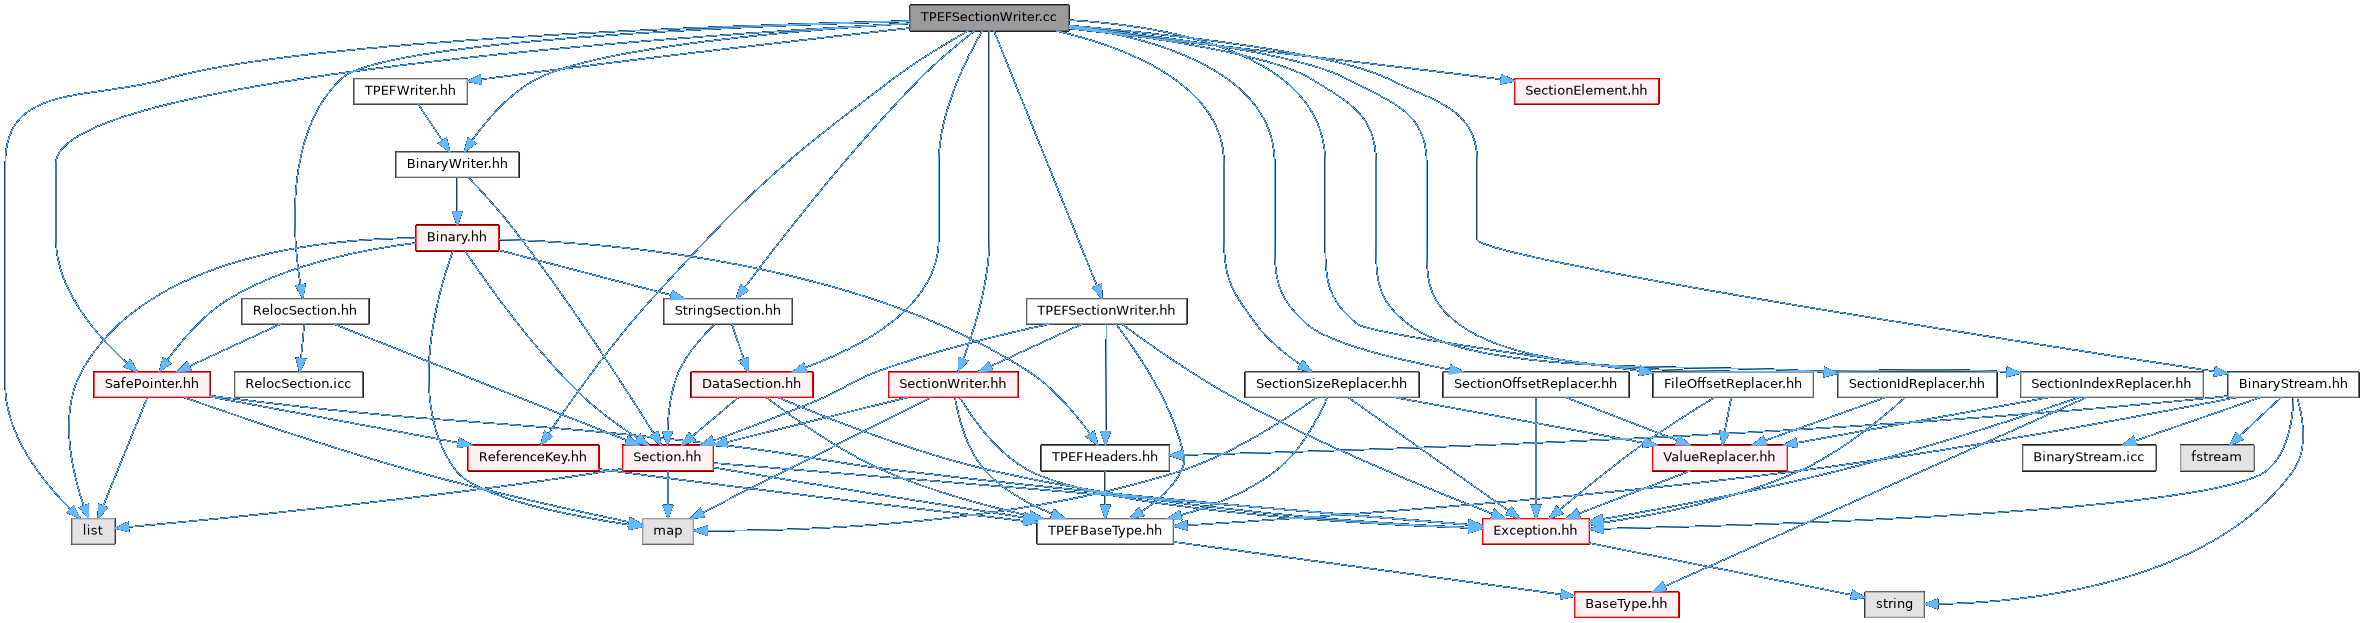 TPEFSectionWriter.cc
TPEFWriter.hh
SectionElement.hh
BinaryWriter.hh
Binary.hh
RelocSection.hh
StringSection.hh
TPEFSectionWriter.hh
SafePointer.hh
RelocSection.icc
DataSection.hh
SectionWriter.hh
SectionSizeReplacer.hh
SectionOffsetReplacer.hh
FileOffsetReplacer.hh
SectionIdReplacer.hh
SectionIndexReplacer.hh
BinaryStream.hh
ReferenceKey.hh
Section.hh
TPEFHeaders.hh
ValueReplacer.hh
BinaryStream.icc
fstream
list
map
TPEFBaseType.hh
Exception.hh
BaseType.hh
string